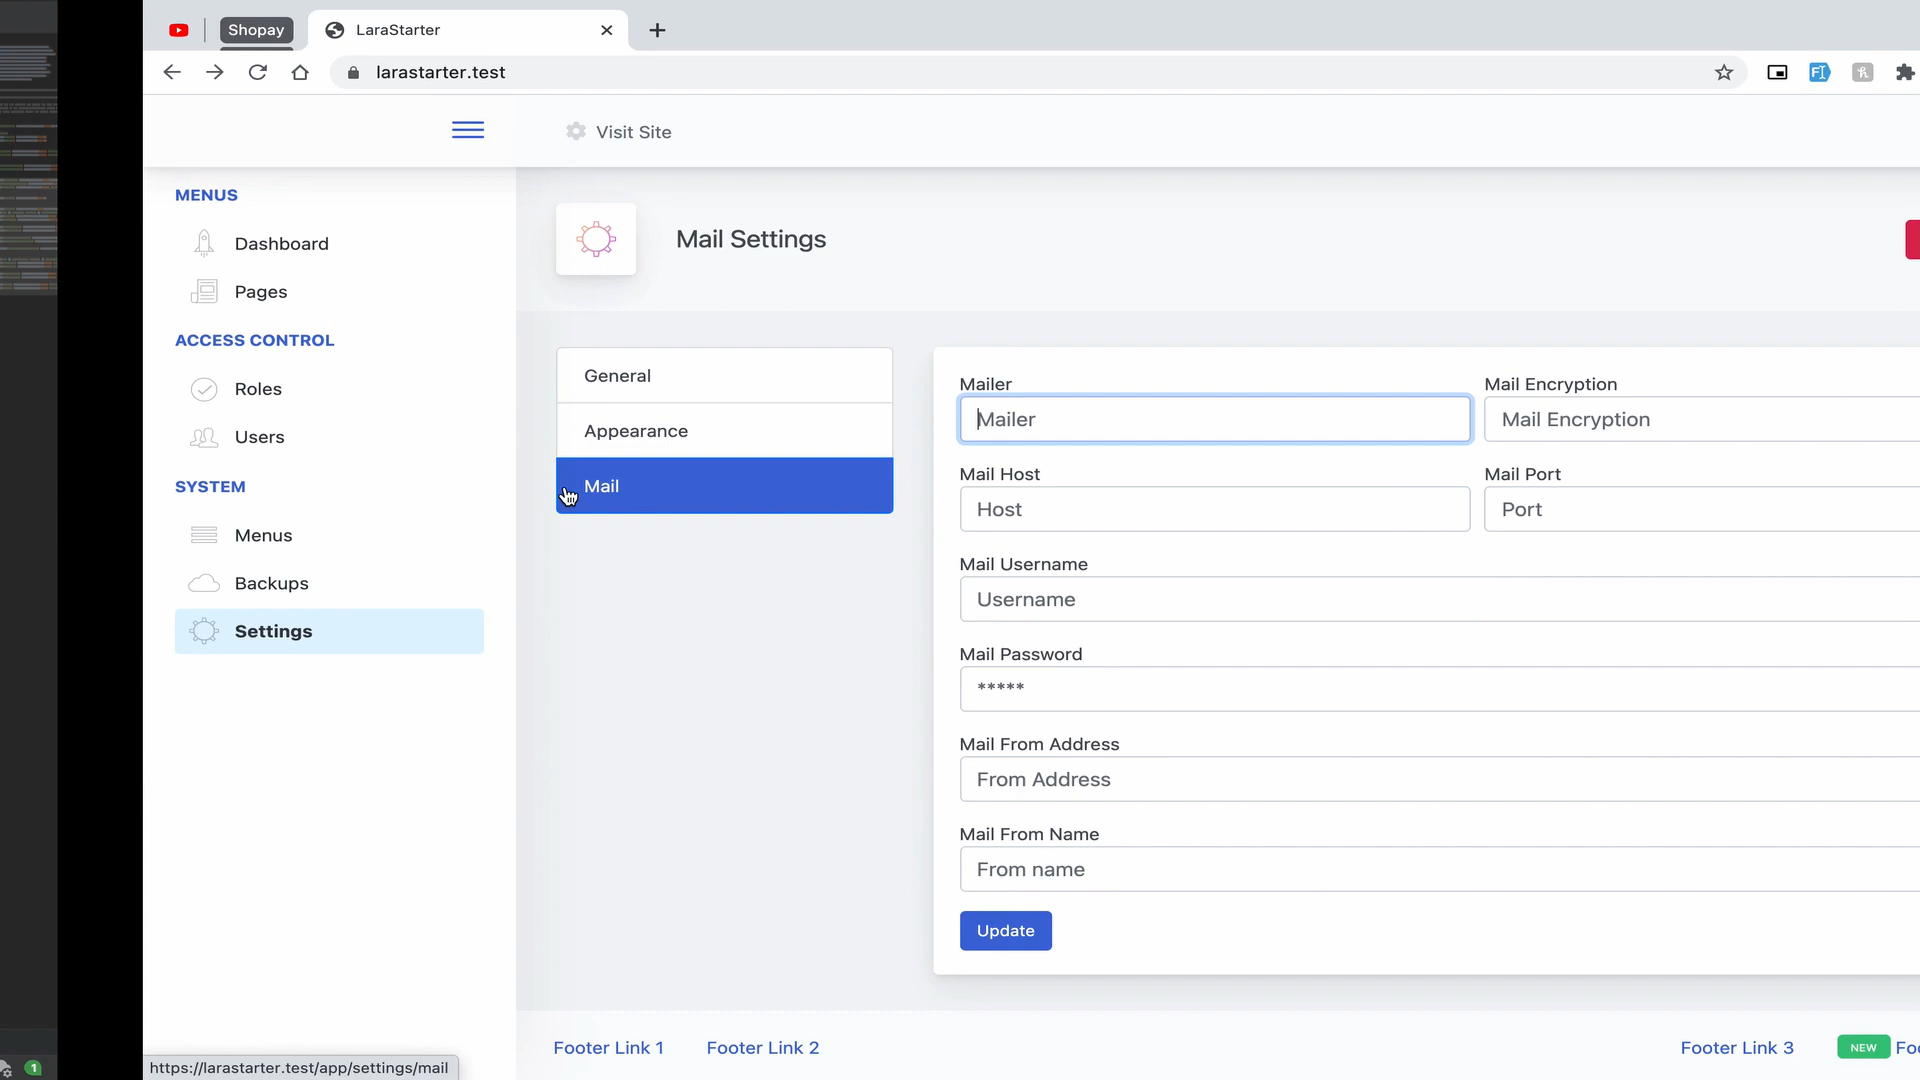 Shopay
LaraStarter
larastarter.test
Visit Site
MENUS
Dashboard
Pages
ACCESS CONTROL
Roles
Users
SYSTEM
Menus
Backups
Settings
Mail Settings
General
Appearance
Mail
Mailer
Mail Encryption
Mailer
Mail Encryption
Mail Host
Mail Port
Host
Port
Mail Username
Username
Mail Password
*****
Mail From Address
From Address
Mail From Name
From name
Update
Footer Link 1
Footer Link 2
Footer Link 3
NEW
https://larastarter.test/app/settings/mail
1